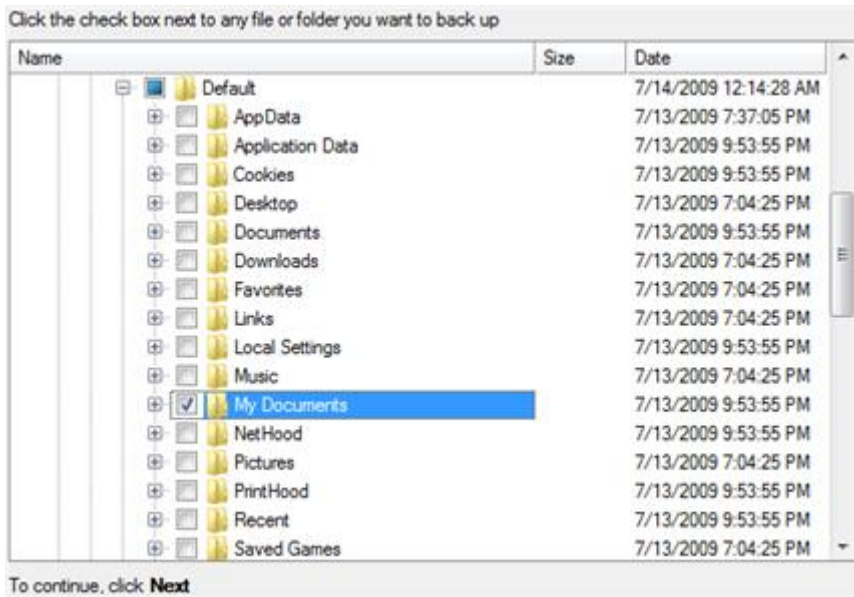 Click the check box next to any file or folder you want to back up
Name Size Date
Default 7/14/2009 12:14:28 AM
AppData 7/13/2009 7:37:05 PM
Application Data 7/13/2009 9:53:55 PM
Cookies 7/13/2009 9:53:55 PM
Desktop 7/13/2009 7:04:25 PM
Documents 7/13/2009 9:53:55 PM
Downloads 7/13/2009 7:04:25 PM
Favorites 7/13/2009 7:04:25 PM
Links 7/13/2009 7:04:25 PM
Local Settings 7/13/2009 9:53:55 PM
Music 7/13/2009 7:04:25 PM
My Documents 7/13/2009 9:53:55 PM
NetHood 7/13/2009 9:53:55 PM
Pictures 7/13/2009 7:04:25 PM
PrintHood 7/13/2009 9:53:55 PM
Recent 7/13/2009 9:53:55 PM
Saved Games 7/13/2009 7:04:25 PM
To continue, click Next